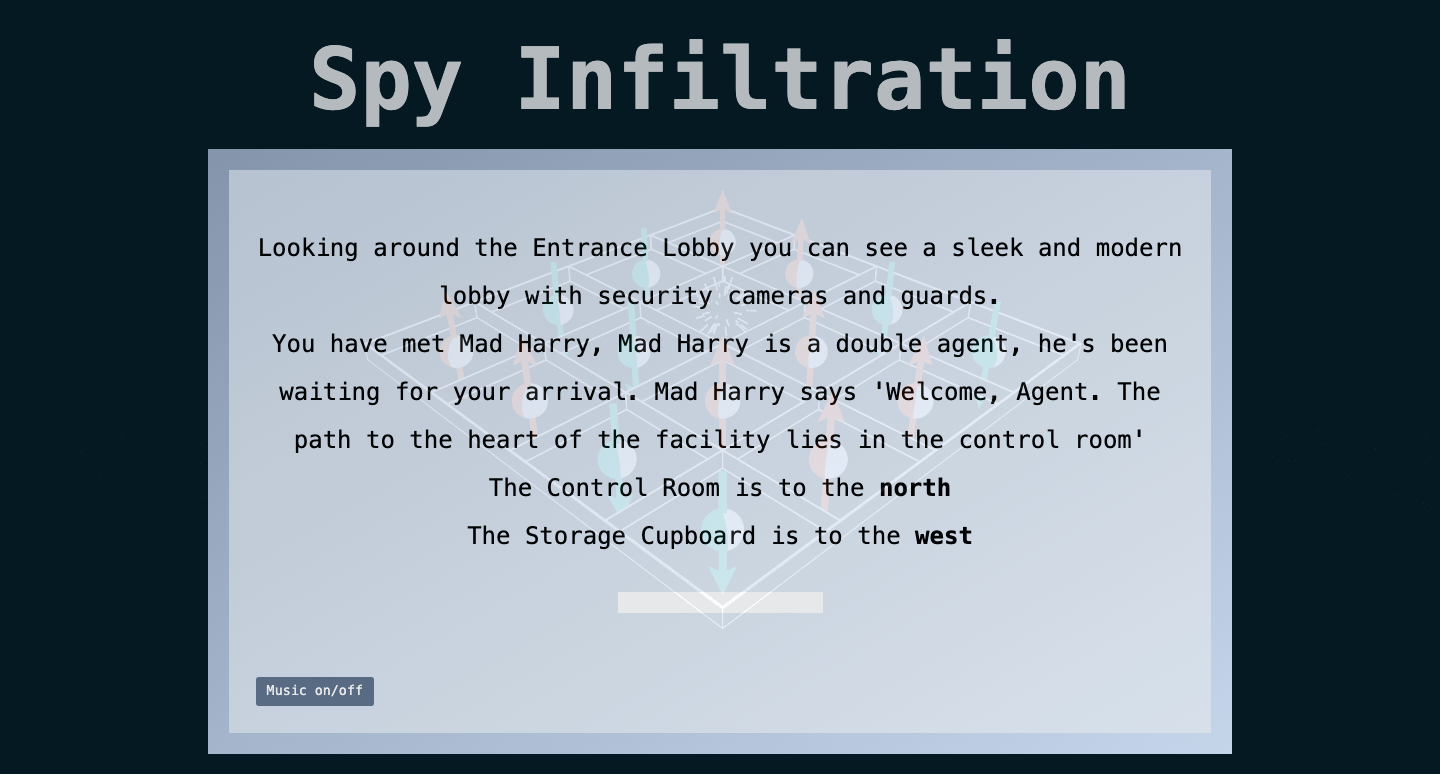 Spy Infiltration
Looking around the Entrance Lobby you can see a sleek and modern
lobby with security cameras and guards.
You have met Mad Harry, Mad Harry is a double agent, he's been
waiting for your arrival. Mad Harry says 'Welcome, Agent. The
path to the heart of the facility lies in the control room'
The Control Room is to the north
The Storage Cupboard is to the west
Music on/off